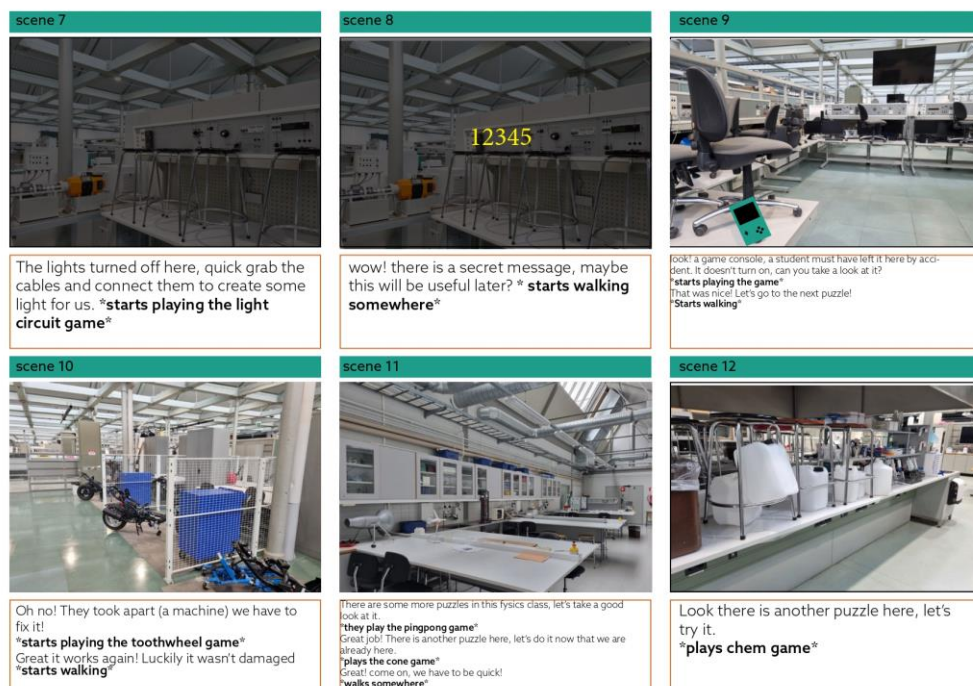 scene 7
The lights turned off here, quick grab the
cables and connect them to create some
light for us. *starts playing the light
circuit game*
scene 8
12345
wow! there is a secret message, maybe
this will be useful later? * starts walking
somewhere*
scene 9
look! a game console, a student must have left it here by acci-
dent. It doesn't turn on, can you take a look at it?
*starts playing the game*
That was nice! Let's go to the next puzzle!
*Starts walking*
scene 10
Oh no! They took apart (a machine) we have to
fix it!
*starts playing the toothwheel game*
Great it works again! Luckily it wasn't damaged
*starts walking*
scene 11
There are some more puzzles in this fysics class, let's take a good
look at it.
*they play the pingpong game*
Great job! There is another puzzle here, let's do it now that we are
already here.
*plays the cone game*
Great! come on, we have to be quick!
*walks somewhere*
scene 12
Look there is another puzzle here, let's
try it.
*plays chem game*